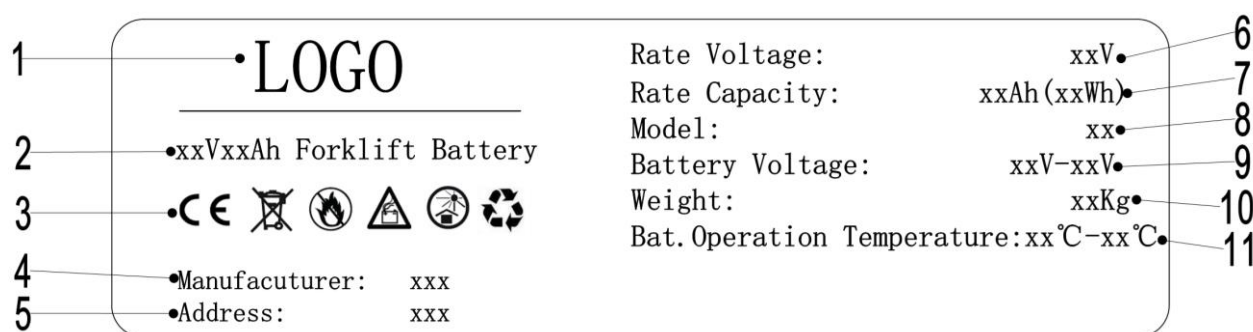 1
LOGO
2
xxVxxAh Forklift Battery
3
CE
4
Manufacuturer: xxx
5
Address: xxx
Rate Voltage: xxV
6
Rate Capacity: xxAh(xxWh)
7
Model: xx
8
Battery Voltage: xxV-xxV
9
Weight: xxKg
10
Bat.Operation Temperature:xx℃-xx℃
11